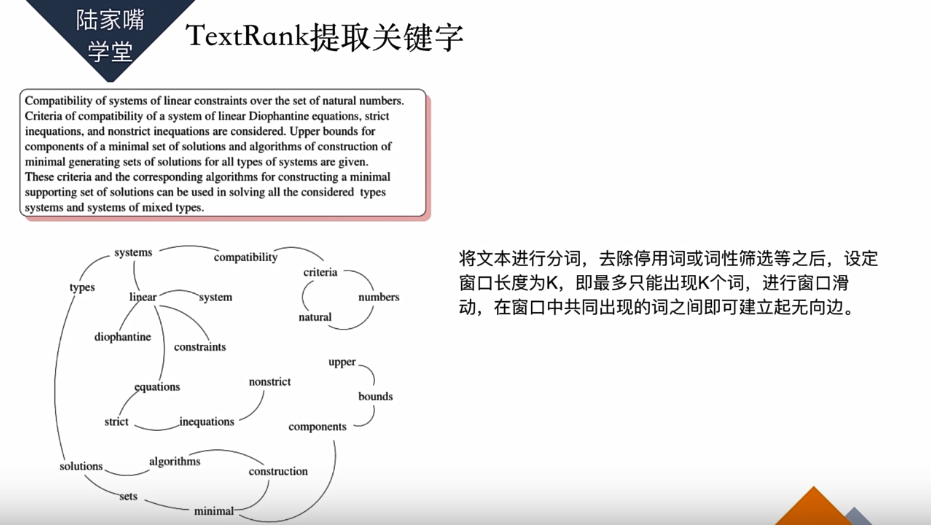 陆家嘴
学堂
TextRank提取关键字
Compatibility of systems of linear constraints over the set of natural numbers.
Criteria of compatibility of a system of linear Diophantine equations, strict
inequations, and nonstrict inequations are considered. Upper bounds for
components of a minimal set of solutions and algorithms of construction of
minimal generating sets of solutions for all types of systems are given.
These criteria and the corresponding algorithms for constructing a minimal
supporting set of solutions can be used in solving all the considered types
systems and systems of mixed types.
将文本进行分词，去除停用词或词性筛选等之后，设定
窗口长度为K，即最多只能出现K个词，进行窗口滑
动，在窗口中共同出现的词之间即可建立起无向边。
systems
compatibility
criteria
types
linear
system
numbers
natural
diophantine
constraints
upper
equations
nonstrict
bounds
strict
inequations
components
solutions
algorithms
construction
sets
minimal